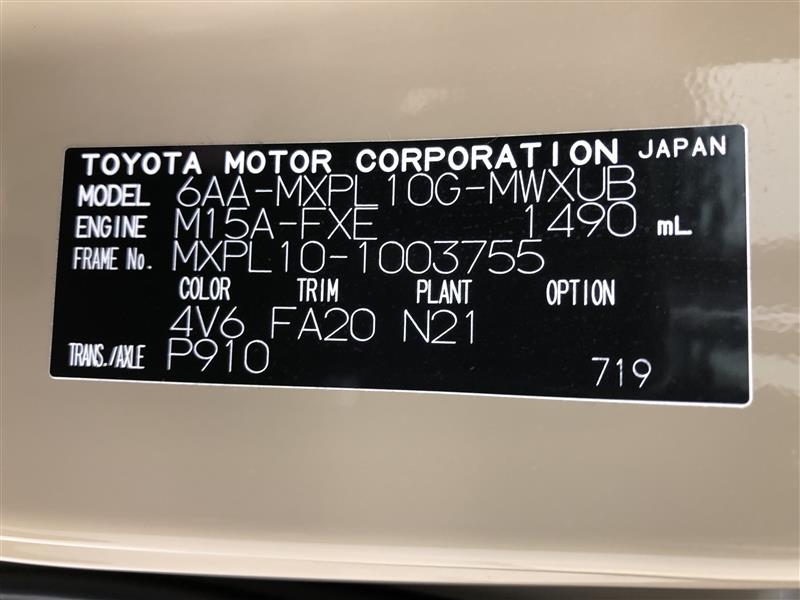 TOYOTA MOTOR CORPORATION JAPAN
MODEL 6AA-MXPL10G-MWXUB
ENGINE M15A-FXE 1490 mL
FRAME No. MXPL10-1003755
COLOR TRIM PLANT OPTION
4V6 FA20 N21
TRANS./AXLE P910 719